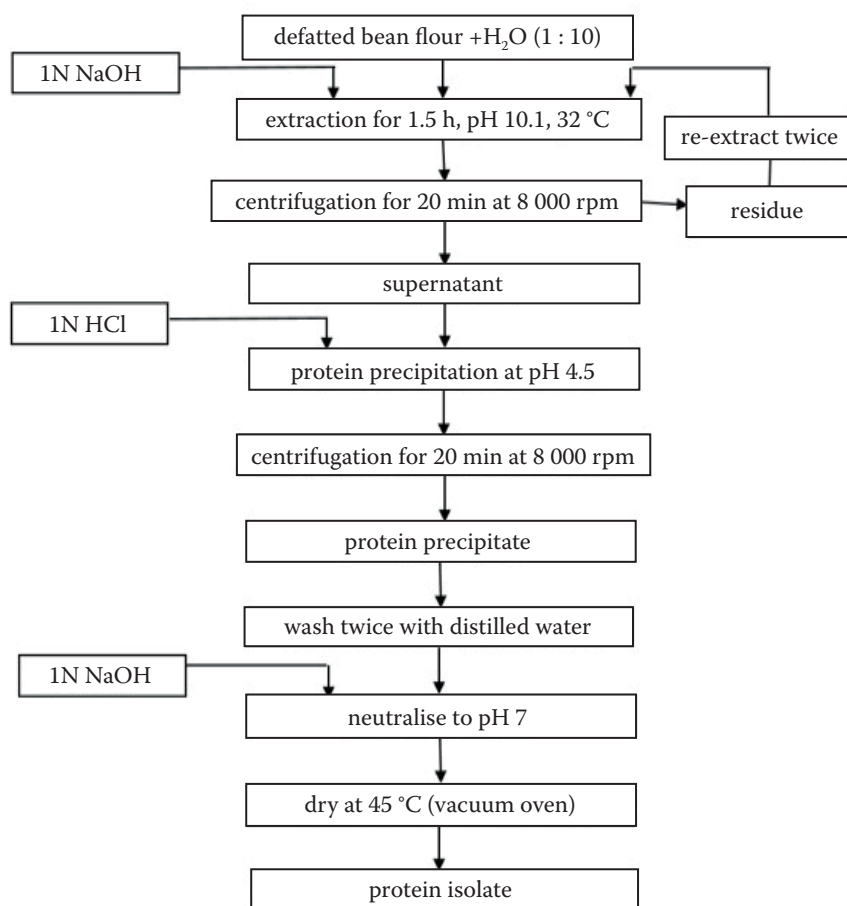 defatted bean flour +H₂O (1 : 10)
1N NaOH
extraction for 1.5 h, pH 10.1, 32 °C
re-extract twice
centrifugation for 20 min at 8 000 rpm
residue
supernatant
1N HCl
protein precipitation at pH 4.5
centrifugation for 20 min at 8 000 rpm
protein precipitate
wash twice with distilled water
1N NaOH
neutralise to pH 7
dry at 45 °C (vacuum oven)
protein isolate